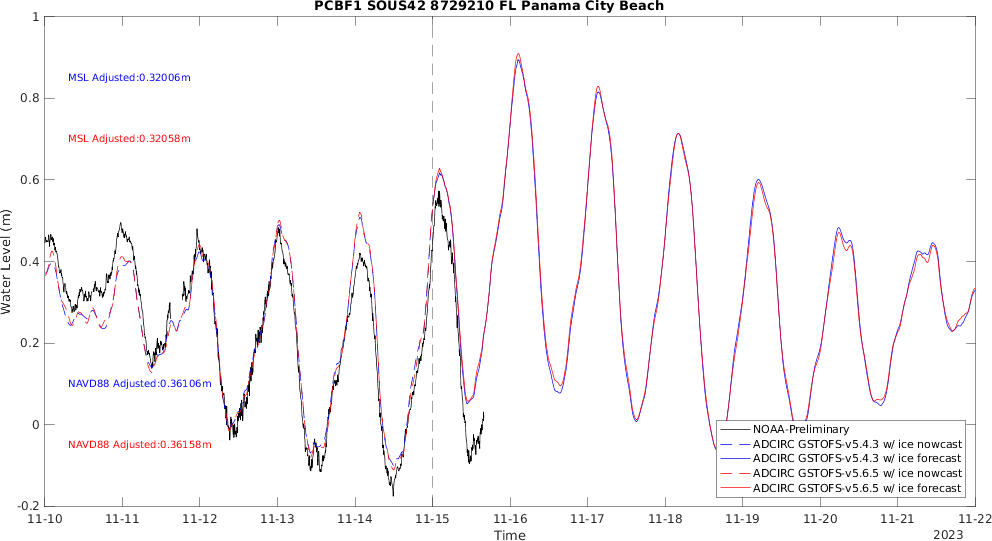 PCBF1 SOUS42 8729210 FL Panama City Beach
1
0.8
0.6
0.4
0.2
0
-0.2
Water Level (m)
MSL Adjusted:0.32006m
MSL Adjusted:0.32058m
NAVD88 Adjusted:0.36106m
NAVD88 Adjusted:0.36158m
NOAA-Preliminary
ADCIRC GSTOFS-v5.4.3 w/ ice nowcast
ADCIRC GSTOFS-v5.4.3 w/ ice forecast
ADCIRC GSTOFS-v5.6.5 w/ ice nowcast
ADCIRC GSTOFS-v5.6.5 w/ ice forecast
11-10 11-11 11-12 11-13 11-14 11-15 11-16 11-17 11-18 11-19 11-20 11-21 11-22
Time
2023